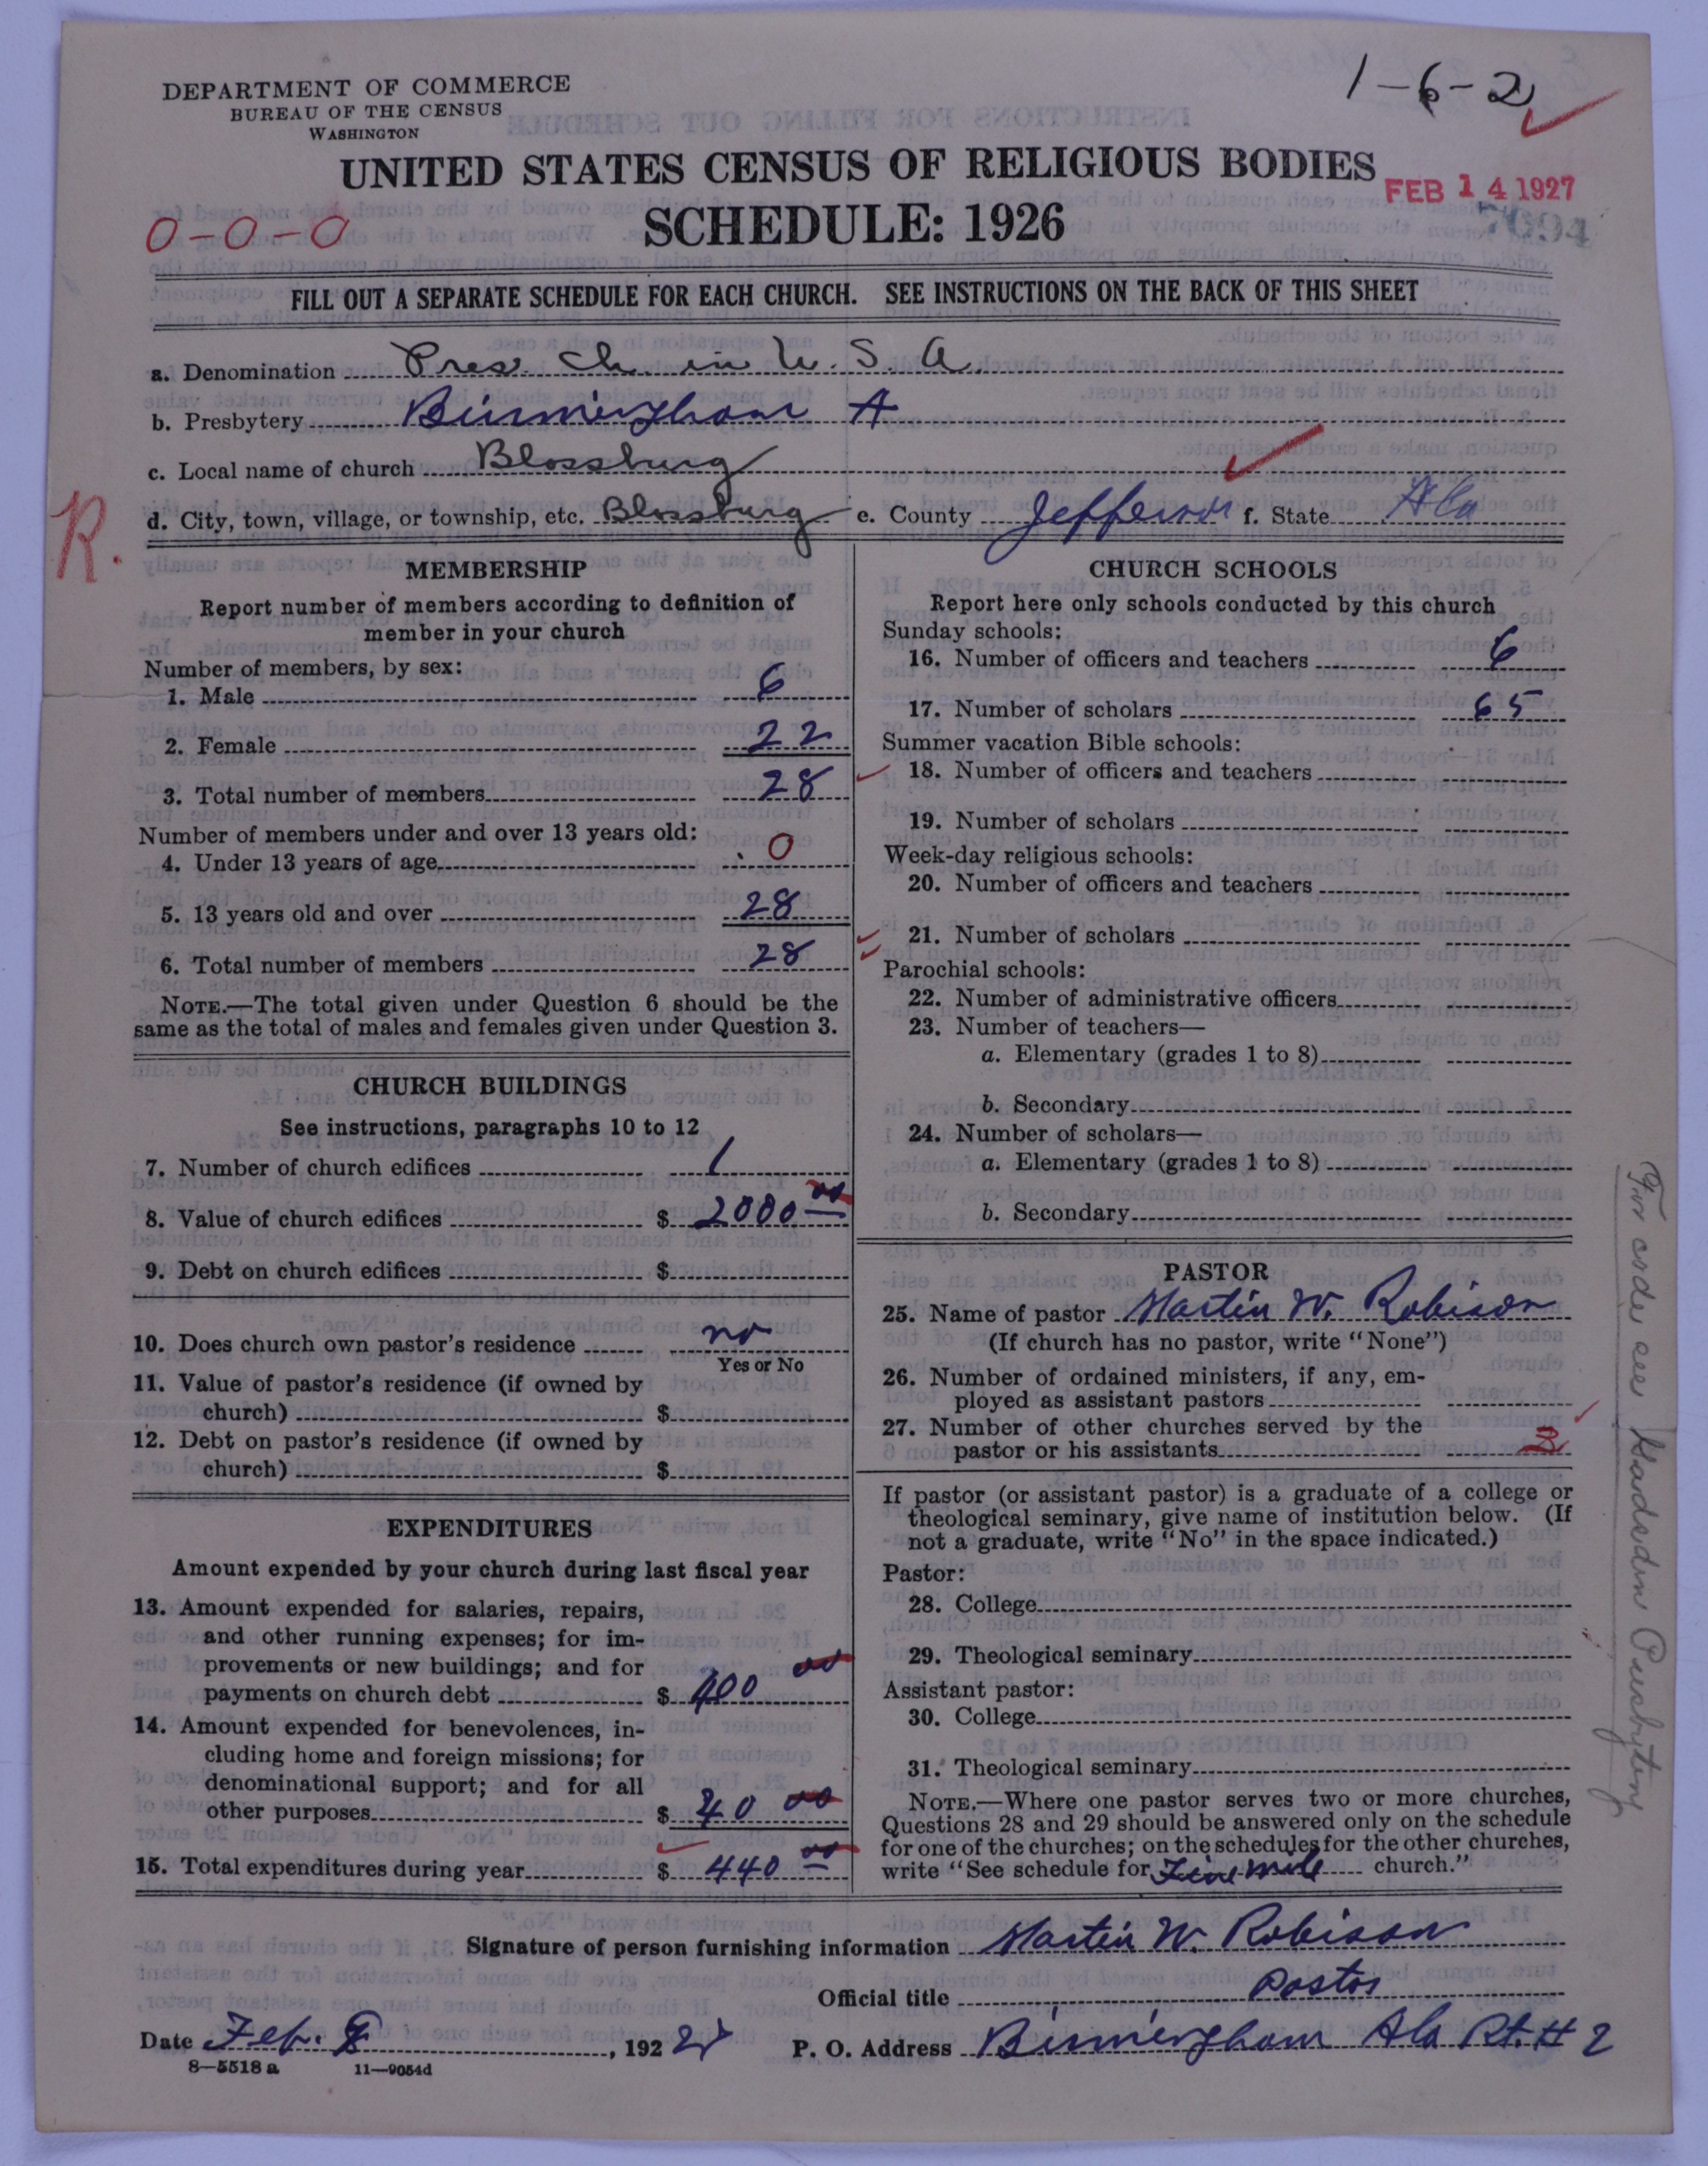 DEPARTMENT OF COMMERCE
BUREAU OF THE CENSUS
WASHINGTON
1-6-2
UNITED STATES CENSUS OF RELIGIOUS BODIES
FEB 14 1927
7694
0-0-0
SCHEDULE: 1926
FILL OUT A SEPARATE SCHEDULE FOR EACH CHURCH. SEE INSTRUCTIONS ON THE BACK OF THIS SHEET
a. Denomination Pres. Ch. in U. S. A.
b. Presbytery Birmingham A
c. Local name of church Blossburg
R.
d. City, town, village, or township, etc. Blossburg e. County Jefferson f. State Ala
MEMBERSHIP
Report number of members according to definition of
member in your church
Number of members, by sex:
1. Male 6
2. Female 22
3. Total number of members 28
Number of members under and over 13 years old:
4. Under 13 years of age 0
5. 13 years old and over 28
6. Total number of members 28
NOTE.—The total given under Question 6 should be the
same as the total of males and females given under Question 3.
CHURCH BUILDINGS
See instructions, paragraphs 10 to 12
7. Number of church edifices 1
8. Value of church edifices $ 2000 00
9. Debt on church edifices $
10. Does church own pastor's residence no
Yes or No
11. Value of pastor's residence (if owned by
church) $
12. Debt on pastor's residence (if owned by
church) $
EXPENDITURES
Amount expended by your church during last fiscal year
13. Amount expended for salaries, repairs,
and other running expenses; for im-
provements or new buildings; and for
payments on church debt $ 400 00
14. Amount expended for benevolences, in-
cluding home and foreign missions; for
denominational support; and for all
other purposes $ 40 00
15. Total expenditures during year $ 440 00
CHURCH SCHOOLS
Report here only schools conducted by this church
Sunday schools:
16. Number of officers and teachers 6
17. Number of scholars 65
Summer vacation Bible schools:
18. Number of officers and teachers
19. Number of scholars
Week-day religious schools:
20. Number of officers and teachers
21. Number of scholars
Parochial schools:
22. Number of administrative officers
23. Number of teachers—
a. Elementary (grades 1 to 8)
b. Secondary
24. Number of scholars—
a. Elementary (grades 1 to 8)
b. Secondary
PASTOR
25. Name of pastor Martin W. Robison
(If church has no pastor, write "None")
26. Number of ordained ministers, if any, em-
ployed as assistant pastors
27. Number of other churches served by the
pastor or his assistants
If pastor (or assistant pastor) is a graduate of a college or
theological seminary, give name of institution below. (If
not a graduate, write "No" in the space indicated.)
Pastor:
28. College
29. Theological seminary
Assistant pastor:
30. College
31. Theological seminary
NOTE.—Where one pastor serves two or more churches,
Questions 28 and 29 should be answered only on the schedule
for one of the churches; on the schedules for the other churches,
write "See schedule for Five Mile church."
For code see Presbytery
Signature of person furnishing information Martin W. Robison
Official title Pastor
Date Feb. , 192 P. O. Address Birmingham Ala Rt. # 2
8—5518 a 11—9054d